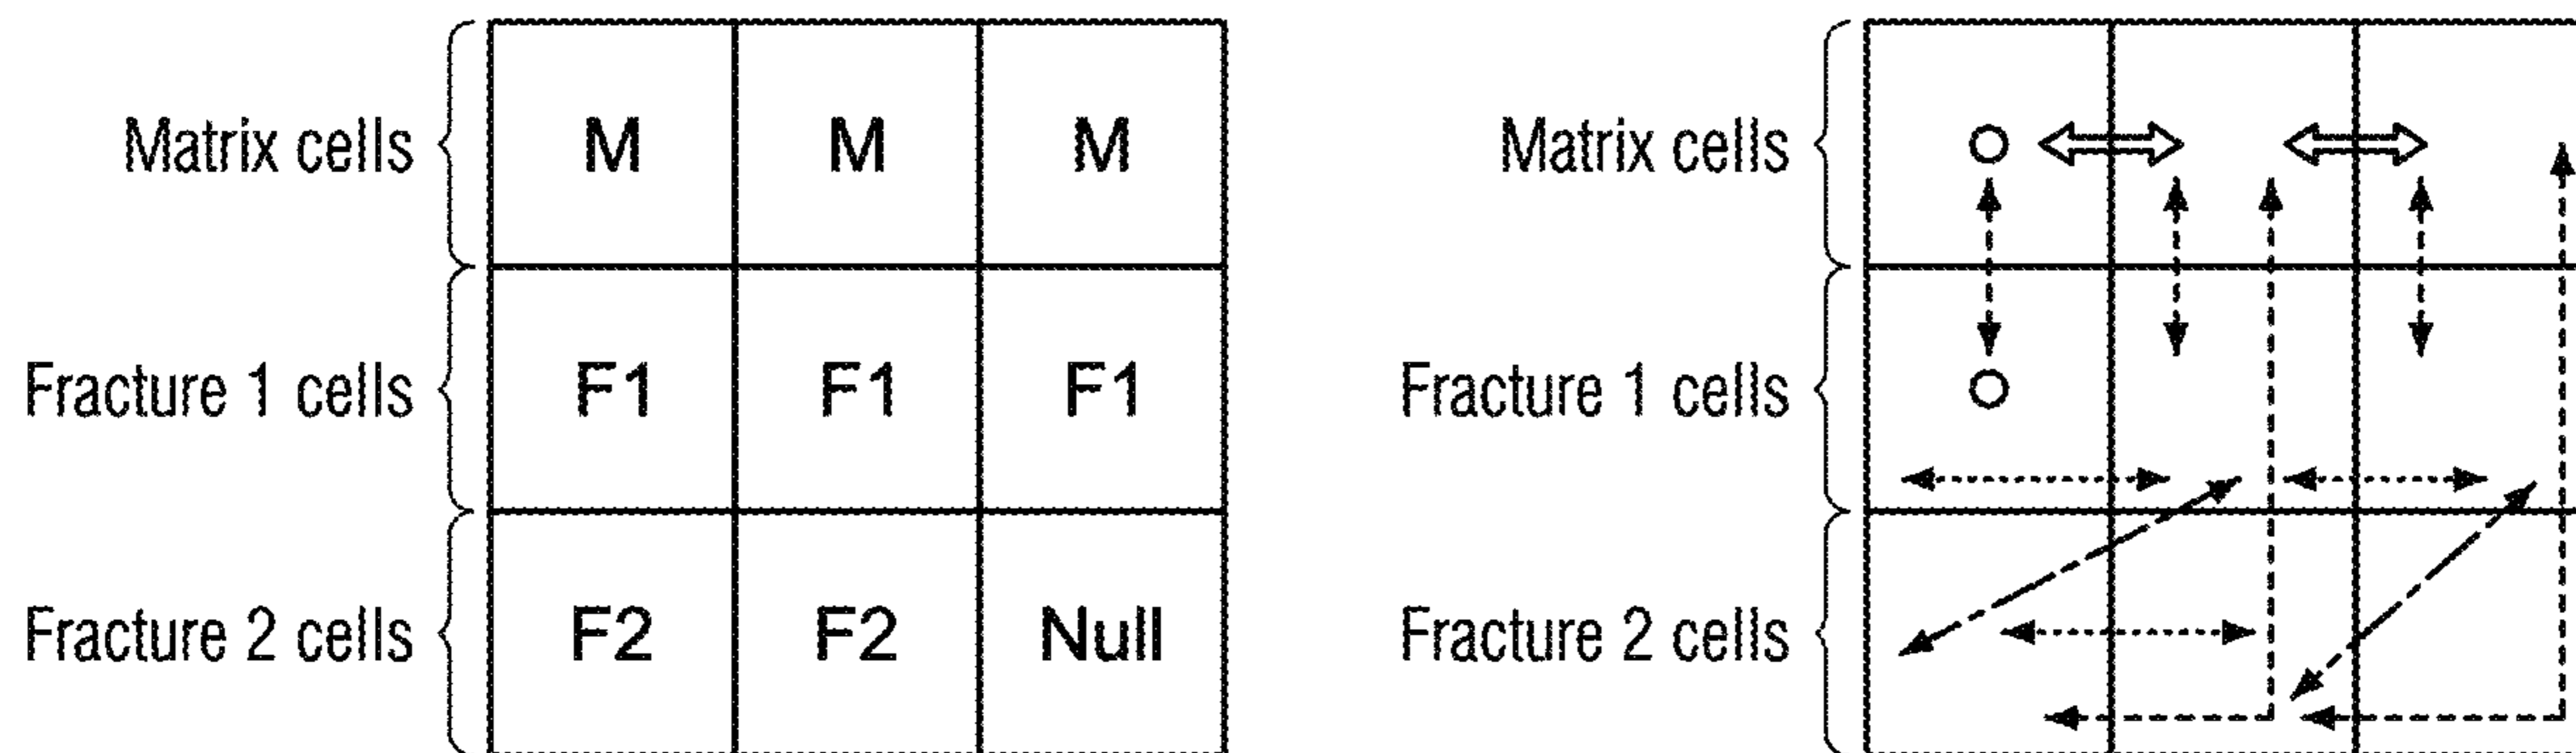 Matrix cells M M M
Fracture 1 cells F1 F1 F1
Fracture 2 cells F2 F2 Null
Matrix cells
Fracture 1 cells
Fracture 2 cells